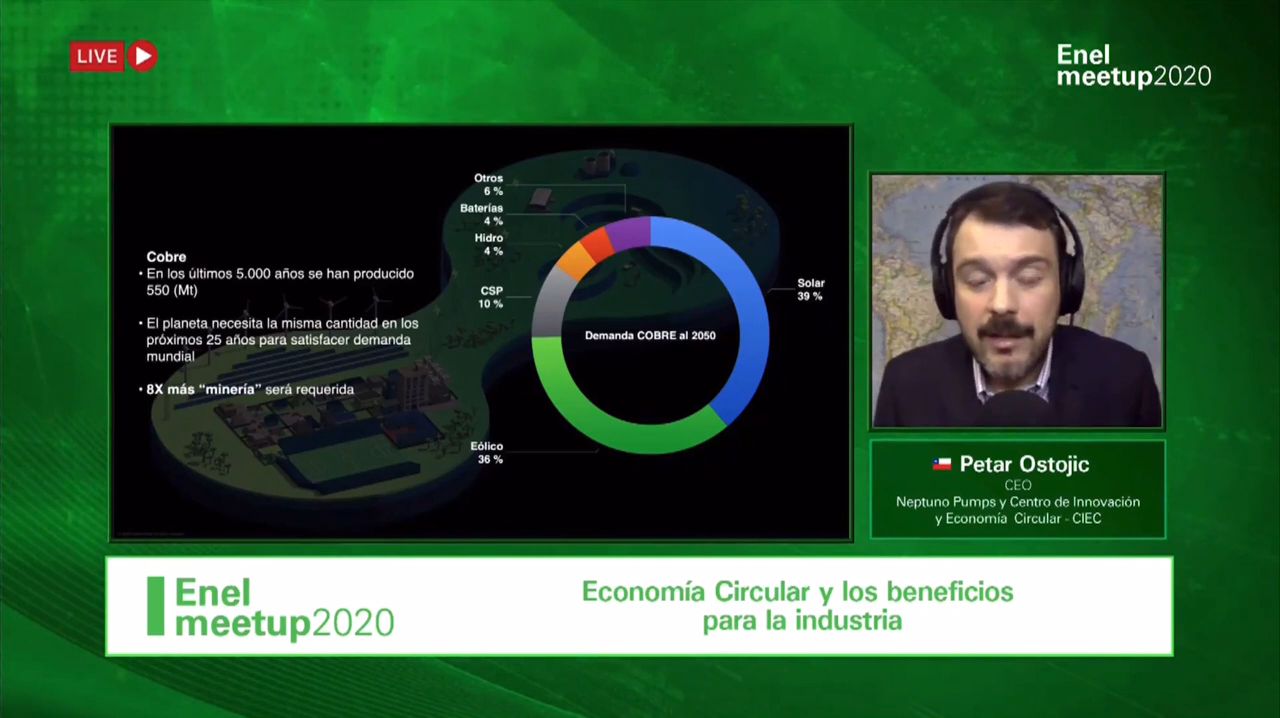 LIVE
Enel
meetup2020
Otros
6 %
Baterías
4 %
Hidro
4 %
CSP
10 %
Solar
39 %
Demanda COBRE al 2050
Eólico
36 %
Cobre
• En los últimos 5.000 años se han producido
550 (Mt)
• El planeta necesita la misma cantidad en los
próximos 25 años para satisfacer demanda
mundial
• 8X más “minería” será requerida
Petar Ostojic
CEO
Neptuno Pumps y Centro de Innovación
y Economía Circular - CIEC
Enel
meetup2020
Economía Circular y los beneficios
para la industria